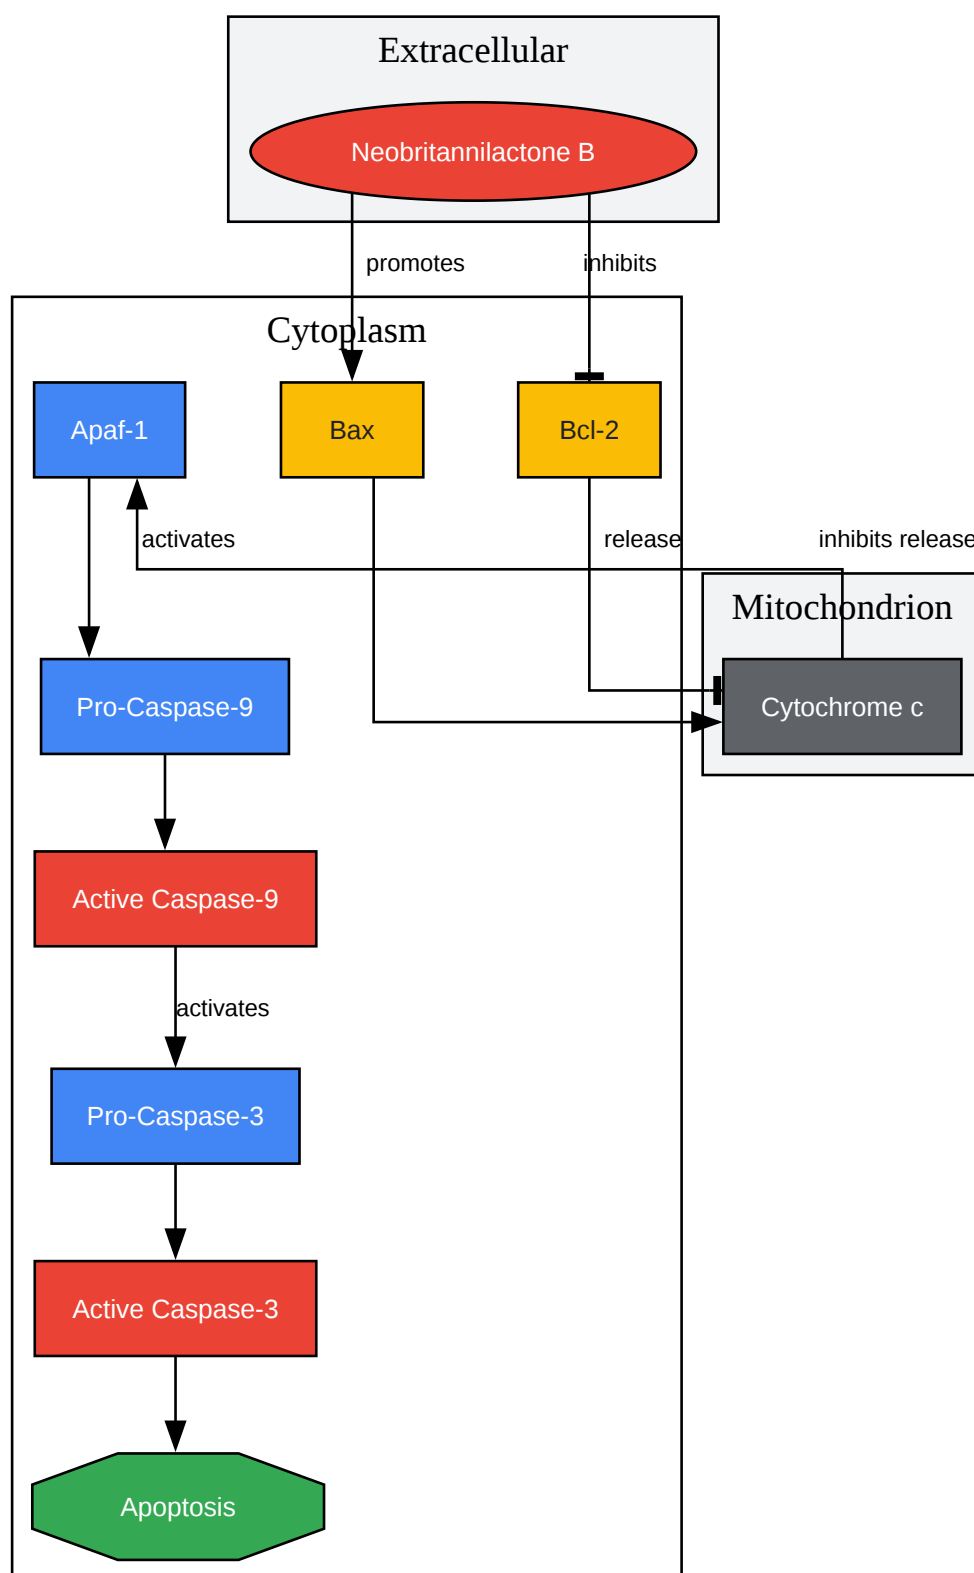 Extracellular
Neobritannilactone B
promotes
inhibits
Cytoplasm
Apaf-1
Bax
Bcl-2
activates
release
inhibits release
Mitochondrion
Pro-Caspase-9
Cytochrome c
Active Caspase-9
activates
Pro-Caspase-3
Active Caspase-3
Apoptosis